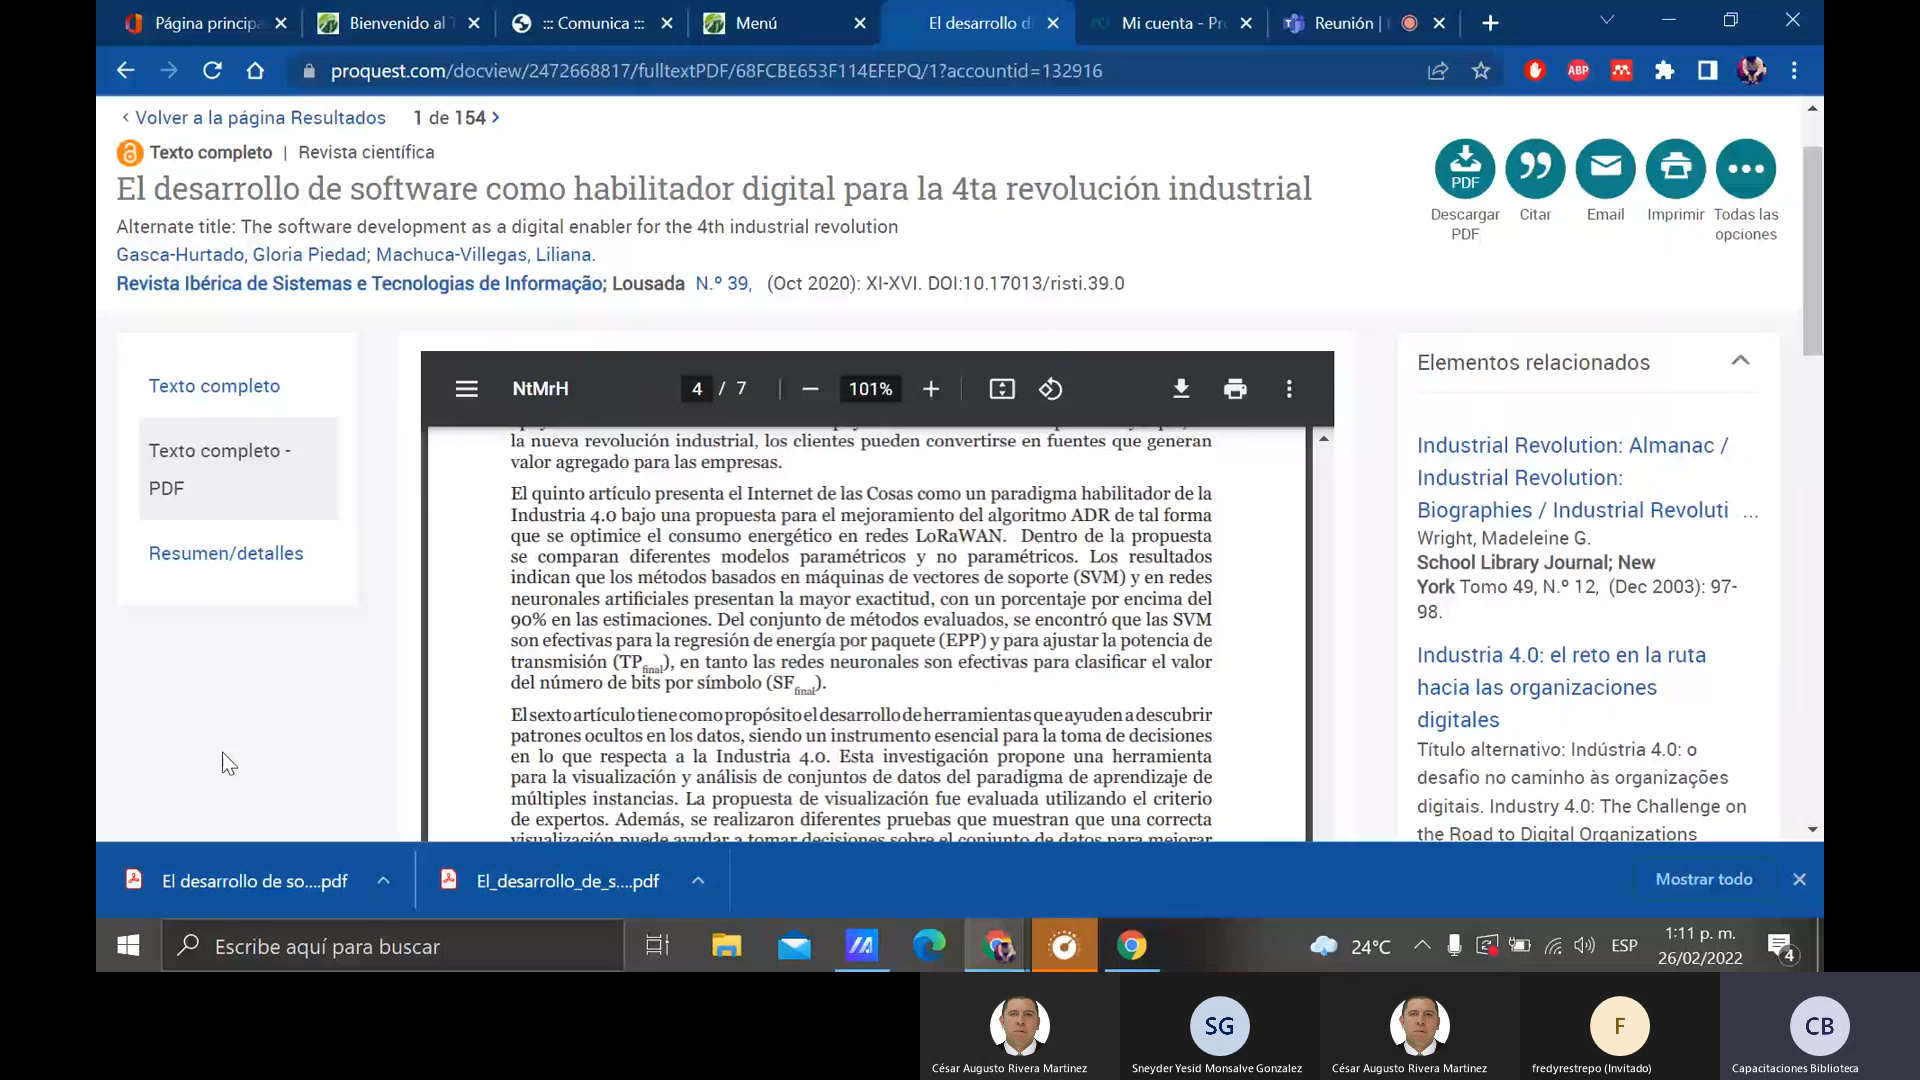 Página principa
Bienvenido al T
::: Comunica :::
Menú
El desarrollo d
Mi cuenta - Pr
Reunión |
proquest.com/docview/2472668817/fulltextPDF/68FCBE653F114EFEPQ/1?accountid=132916
ABP
Volver a la página Resultados 1 de 154
Texto completo | Revista científica
El desarrollo de software como habilitador digital para la 4ta revolución industrial
Alternate title: The software development as a digital enabler for the 4th industrial revolution
Gasca-Hurtado, Gloria Piedad; Machuca-Villegas, Liliana.
Revista Ibérica de Sistemas e Tecnologias de Informação; Lousada N.º 39, (Oct 2020): XI-XVI. DOI:10.17013/risti.39.0
PDF
Descargar PDF
Citar
Email
Imprimir
Todas las opciones
Texto completo
Texto completo -
PDF
Resumen/detalles
NtMrH 4 / 7 101%
la nueva revolución industrial, los clientes pueden convertirse en fuentes que generan
valor agregado para las empresas.
El quinto artículo presenta el Internet de las Cosas como un paradigma habilitador de la
Industria 4.0 bajo una propuesta para el mejoramiento del algoritmo ADR de tal forma
que se optimice el consumo energético en redes LoRaWAN. Dentro de la propuesta
se comparan diferentes modelos paramétricos y no paramétricos. Los resultados
indican que los métodos basados en máquinas de vectores de soporte (SVM) y en redes
neuronales artificiales presentan la mayor exactitud, con un porcentaje por encima del
90% en las estimaciones. Del conjunto de métodos evaluados, se encontró que las SVM
son efectivas para la regresión de energía por paquete (EPP) y para ajustar la potencia de
transmisión (TPfinal), en tanto las redes neuronales son efectivas para clasificar el valor
del número de bits por símbolo (SFfinal).
El sexto artículo tiene como propósito el desarrollo de herramientas que ayuden a descubrir
patrones ocultos en los datos, siendo un instrumento esencial para la toma de decisiones
en lo que respecta a la Industria 4.0. Esta investigación propone una herramienta
para la visualización y análisis de conjuntos de datos del paradigma de aprendizaje de
múltiples instancias. La propuesta de visualización fue evaluada utilizando el criterio
de expertos. Además, se realizaron diferentes pruebas que muestran que una correcta
visualización puede ayudar a tomar decisiones sobre el conjunto de datos para mejorar
Elementos relacionados
Industrial Revolution: Almanac /
Industrial Revolution:
Biographies / Industrial Revoluti ...
Wright, Madeleine G.
School Library Journal; New
York Tomo 49, N.º 12, (Dec 2003): 97-
98.
Industria 4.0: el reto en la ruta
hacia las organizaciones
digitales
Título alternativo: Indústria 4.0: o
desafio no caminho às organizações
digitais. Industry 4.0: The Challenge on
the Road to Digital Organizations
El desarrollo de so....pdf
El_desarrollo_de_s....pdf
Mostrar todo
Escribe aquí para buscar
24°C
ESP
1:11 p. m.
26/02/2022
4
SG
F
CB
César Augusto Rivera Martinez
Sneyder Yesid Monsalve Gonzalez
César Augusto Rivera Martinez
fredyrestrepo (Invitado)
Capacitaciones Biblioteca